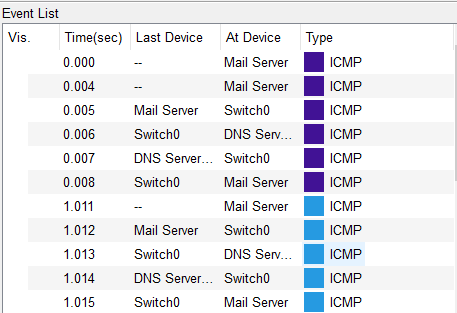 Event List
Vis. Time(sec) Last Device At Device Type
0.000 -- Mail Server ICMP
0.004 -- Mail Server ICMP
0.005 Mail Server Switch0 ICMP
0.006 Switch0 DNS Serv... ICMP
0.007 DNS Server... Switch0 ICMP
0.008 Switch0 Mail Server ICMP
1.011 -- Mail Server ICMP
1.012 Mail Server Switch0 ICMP
1.013 Switch0 DNS Serv... ICMP
1.014 DNS Server... Switch0 ICMP
1.015 Switch0 Mail Server ICMP